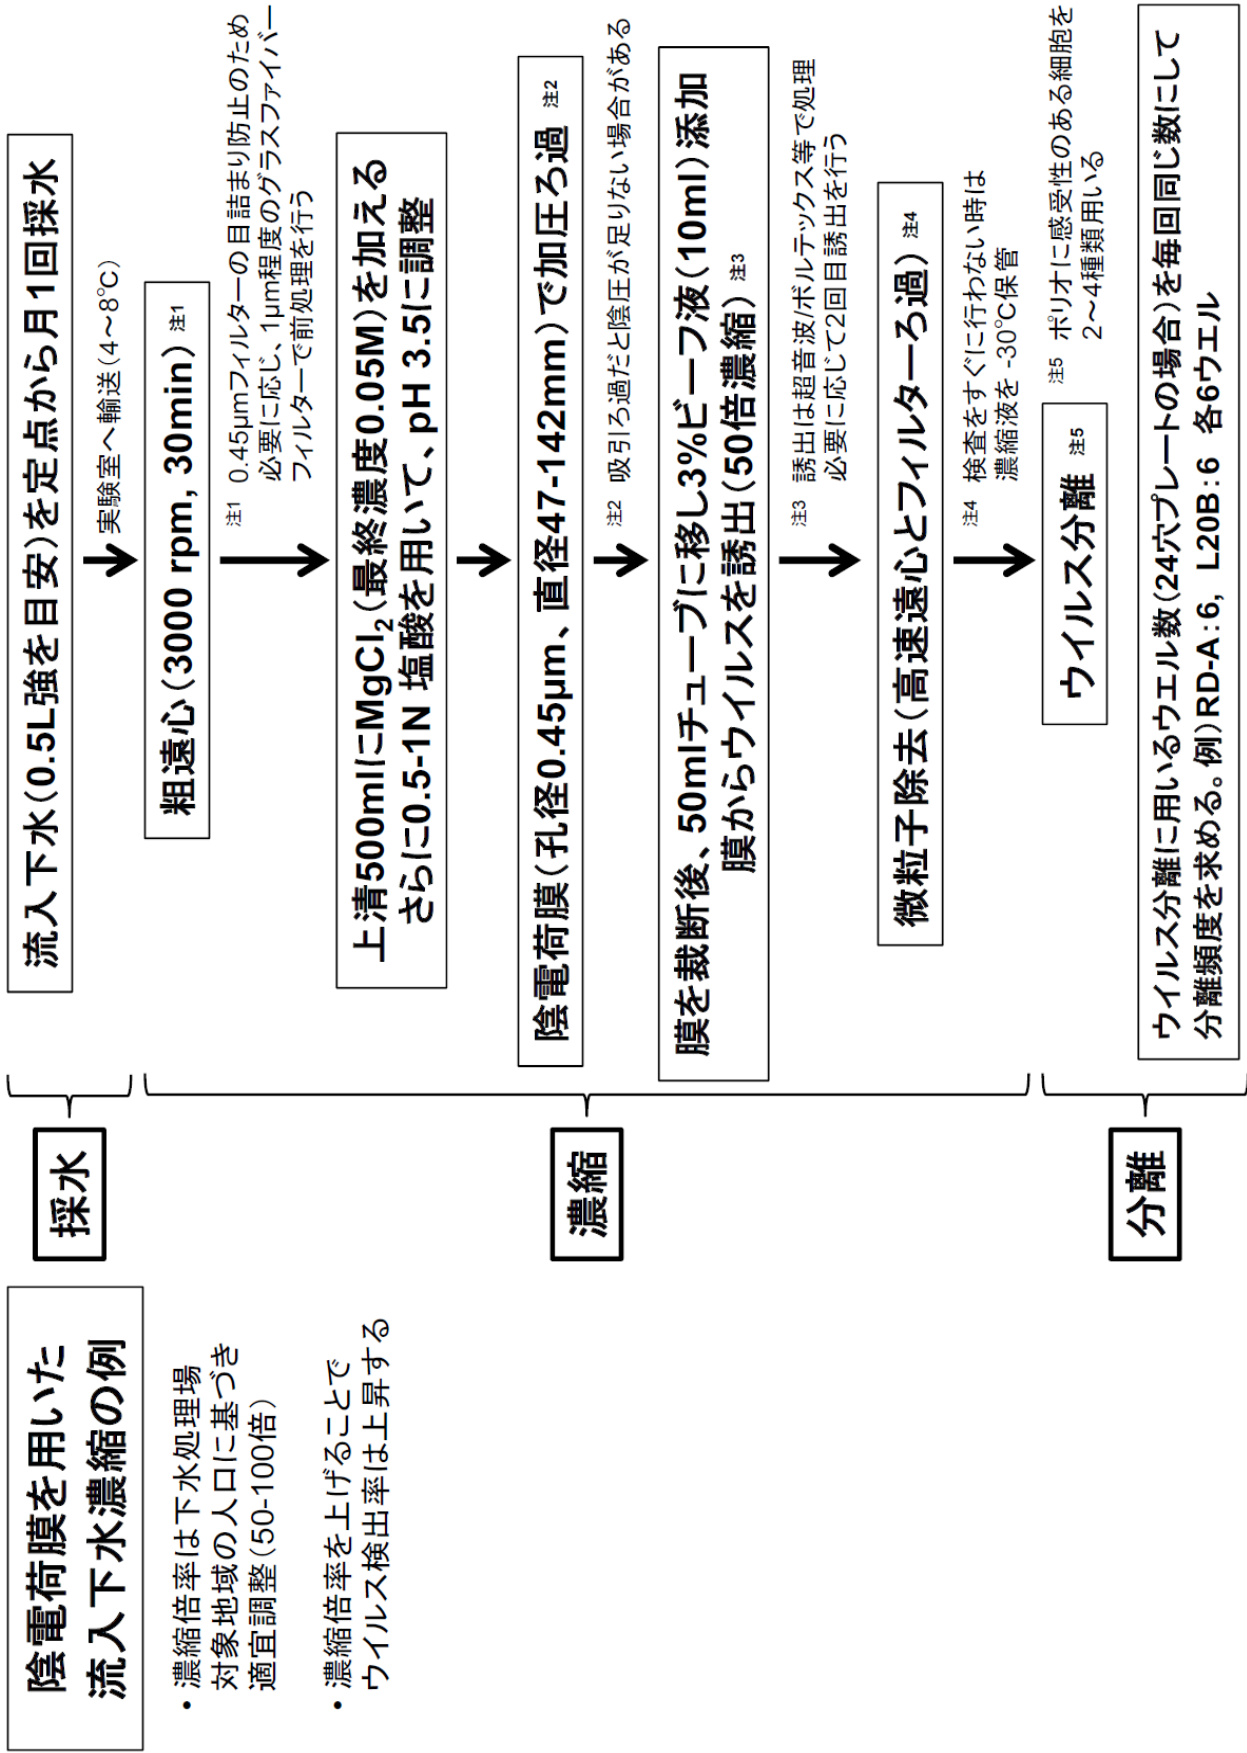 陰電荷膜を用いた
流入下水濃縮の例
・濃縮倍率は下水処理場
対象地域の人口に基づき
適宜調整(50-100倍)
・濃縮倍率を上げることで
ウイルス検出率は上昇する
採水
流入下水(0.5L強を目安)を定点から月1回採水
実験室へ輸送(4～8℃)
濃縮
粗遠心(3000 rpm, 30min) 注1
注1 0.45μmフィルターの目詰まり防止のため
必要に応じ、1μm程度のグラスファイバー
フィルターで前処理を行う
上清500mlにMgCl₂(最終濃度0.05M)を加える
さらに0.5-1N 塩酸を用いて、pH 3.5に調整
陰電荷膜(孔径0.45μm、直径47-142mm)で加圧ろ過 注2
注2 吸引ろ過だと陰圧が足りない場合がある
膜を裁断後、50mlチューブに移し3%ビーフ液(10ml)添加
膜からウイルスを誘出(50倍濃縮) 注3
注3 誘出は超音波/ボルテックス等で処理
必要に応じて2回目誘出を行う
微粒子除去(高速遠心とフィルターろ過) 注4
注4 検査をすぐに行わない時は
濃縮液を -30℃保管
分離
ウイルス分離 注5
注5 ポリオに感受性のある細胞を
2～4種類用いる
ウイルス分離に用いるウエル数(24穴プレートの場合)を毎回同じ数にして
分離頻度を求める。例)RD-A:6, L20B:6 各6ウエル